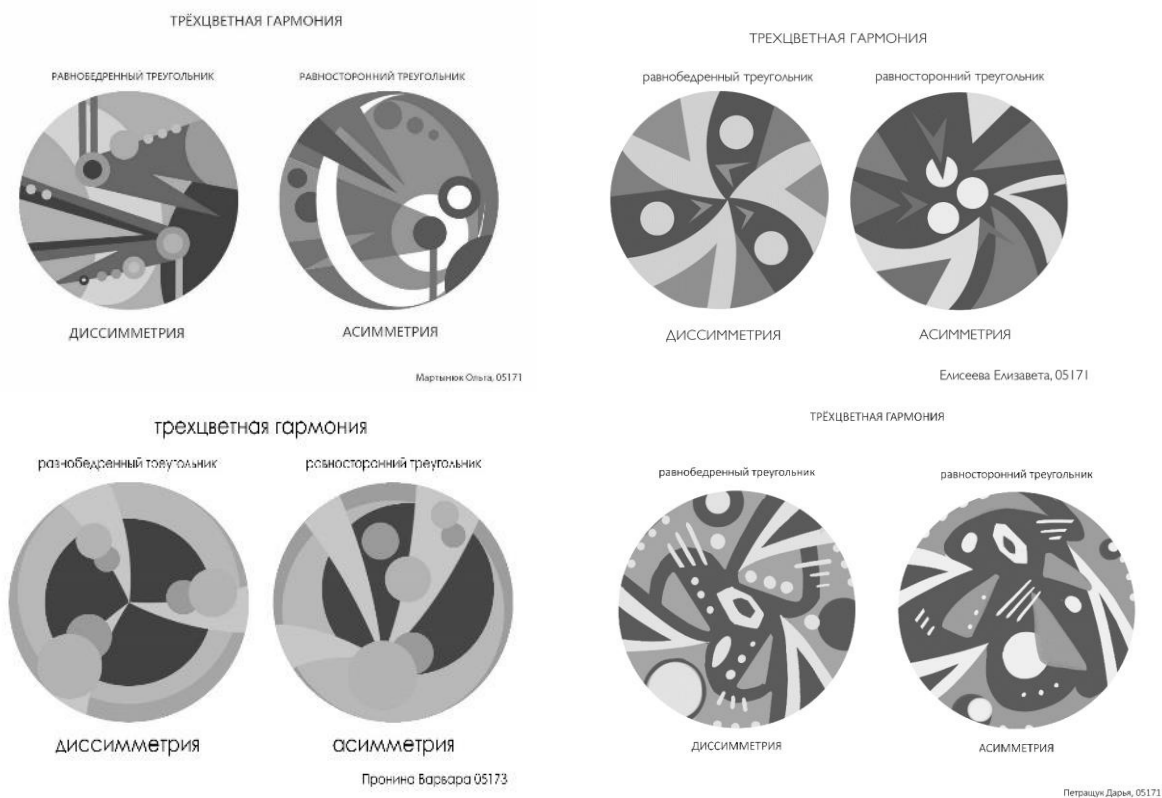 ТРЁХЦВЕТНАЯ ГАРМОНИЯ
РАВНОБЕДРЕННЫЙ ТРЕУГОЛЬНИК
РАВНОСТОРОННИЙ ТРЕУГОЛЬНИК
ДИССИММЕТРИЯ
АСИММЕТРИЯ
Мартынюк Ольга, 05171
ТРЕХЦВЕТНАЯ ГАРМОНИЯ
равнобедренный треугольник
равносторонний треугольник
ДИССИММЕТРИЯ
АСИММЕТРИЯ
Елисеева Елизавета, 05171
трехцветная гармония
равнобедренный треугольник
равносторонний треугольник
диссимметрия
асимметрия
Пронина Варвара 05173
ТРЁХЦВЕТНАЯ ГАРМОНИЯ
равнобедренный треугольник
равносторонний треугольник
ДИССИММЕТРИЯ
АСИММЕТРИЯ
Петращук Дарья, 05171